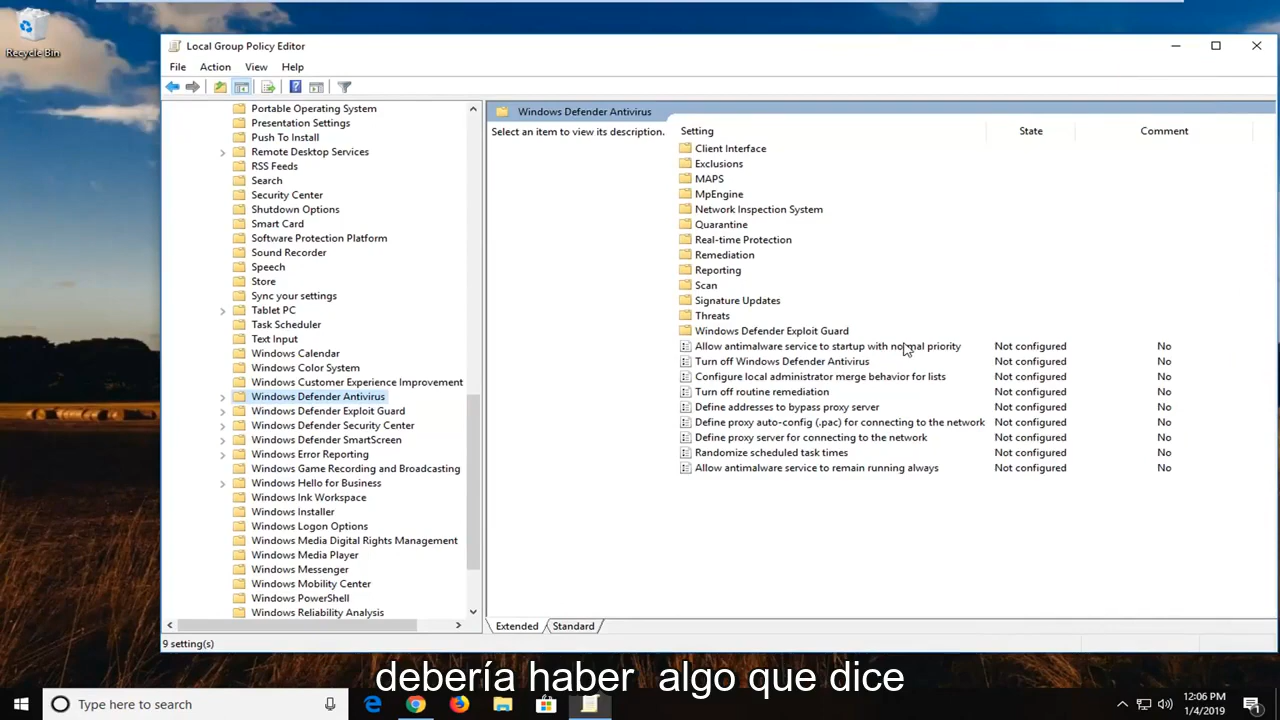 Recycle Bin
Local Group Policy Editor
File Action View Help
Portable Operating System
Presentation Settings
Push To Install
Remote Desktop Services
RSS Feeds
Search
Security Center
Shutdown Options
Smart Card
Software Protection Platform
Sound Recorder
Speech
Store
Sync your settings
Tablet PC
Task Scheduler
Text Input
Windows Calendar
Windows Color System
Windows Customer Experience Improvement
Windows Defender Antivirus
Windows Defender Exploit Guard
Windows Defender Security Center
Windows Defender SmartScreen
Windows Error Reporting
Windows Game Recording and Broadcasting
Windows Hello for Business
Windows Ink Workspace
Windows Installer
Windows Logon Options
Windows Media Digital Rights Management
Windows Media Player
Windows Messenger
Windows Mobility Center
Windows PowerShell
Windows Reliability Analysis
Windows Defender Antivirus
Select an item to view its description.
Setting State Comment
Client Interface
Exclusions
MAPS
MpEngine
Network Inspection System
Quarantine
Real-time Protection
Remediation
Reporting
Scan
Signature Updates
Threats
Windows Defender Exploit Guard
Allow antimalware service to startup with normal priority Not configured No
Turn off Windows Defender Antivirus Not configured No
Configure local administrator merge behavior for lists Not configured No
Turn off routine remediation Not configured No
Define addresses to bypass proxy server Not configured No
Define proxy auto-config (.pac) for connecting to the network Not configured No
Define proxy server for connecting to the network Not configured No
Randomize scheduled task times Not configured No
Allow antimalware service to remain running always Not configured No
Extended Standard
9 setting(s)
debería haber algo que dice
Type here to search
12:06 PM
1/4/2019
1